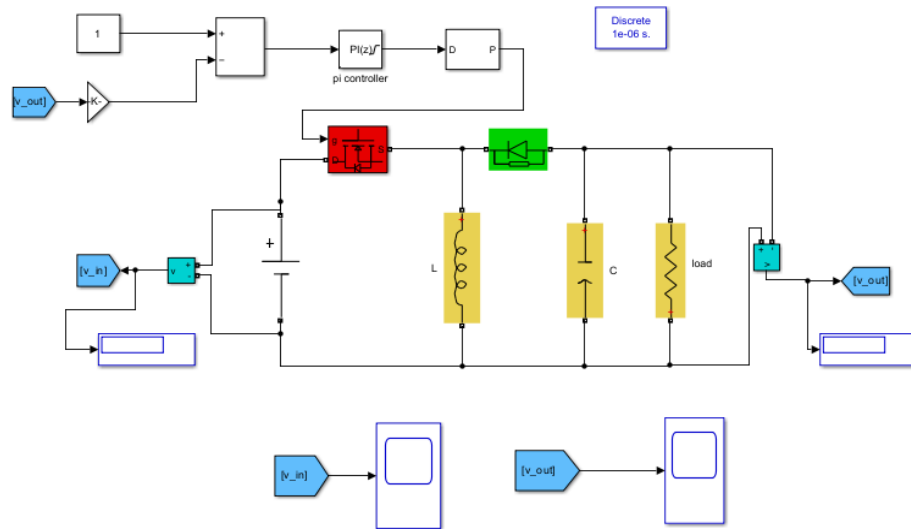 Discrete
1e-06 s.
1
+
−
PI(z)
D
P
pi controller
[v_out]
-K-
g
D
S
+
[v_in]
v
+
-
L
C
load
+
-
v
[v_out]
[v_in]
[v_out]